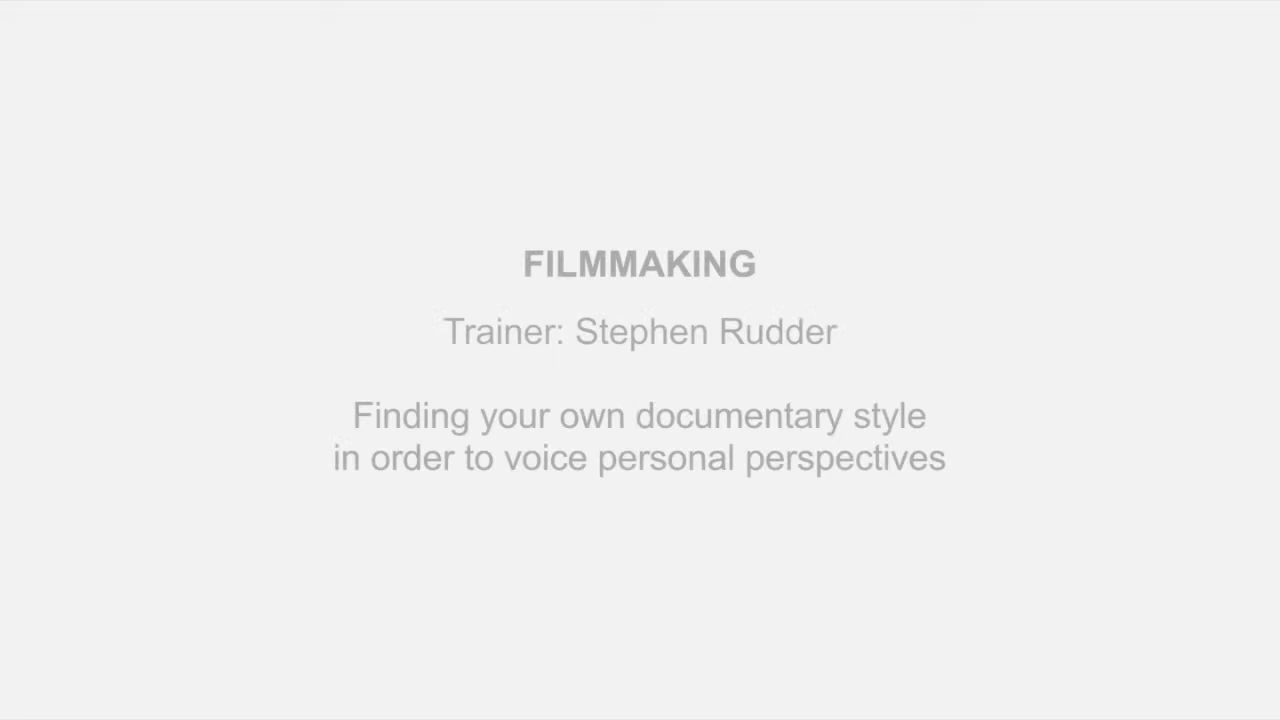 FILMMAKING
Trainer: Stephen Rudder
Finding your own documentary style
in order to voice personal perspectives